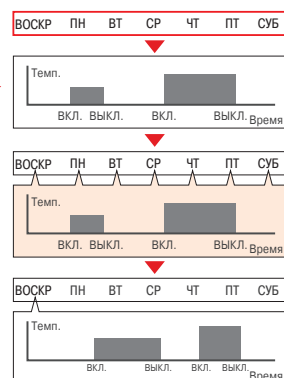 ВОСКР ПН ВТ СР ЧТ ПТ СУБ
Темп.
ВКЛ. ВЫКЛ. ВКЛ. ВЫКЛ. Время
ВОСКР ПН ВТ СР ЧТ ПТ СУБ
Темп.
ВКЛ. ВЫКЛ. ВКЛ. ВЫКЛ. Время
ВОСКР ПН ВТ СР ЧТ ПТ СУБ
Темп.
ВКЛ. ВЫКЛ. ВКЛ. ВЫКЛ. Время